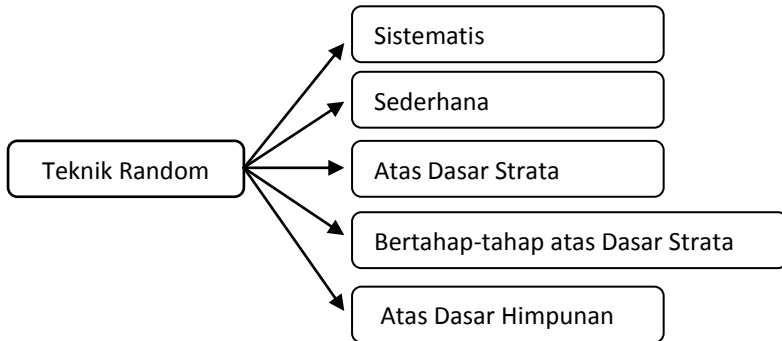 Sistematis
Sederhana
Teknik Random
Atas Dasar Strata
Bertahap-tahap atas Dasar Strata
Atas Dasar Himpunan